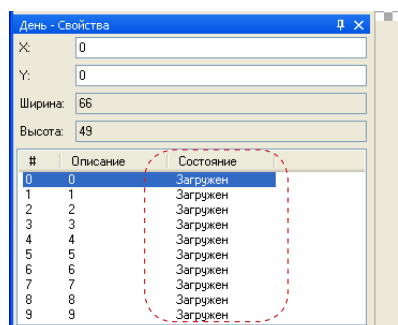 День - Свойства
X: 0
Y: 0
Ширина: 66
Высота: 49
# Описание Состояние
0 0 Загружен
1 1 Загружен
2 2 Загружен
3 3 Загружен
4 4 Загружен
5 5 Загружен
6 6 Загружен
7 7 Загружен
8 8 Загружен
9 9 Загружен